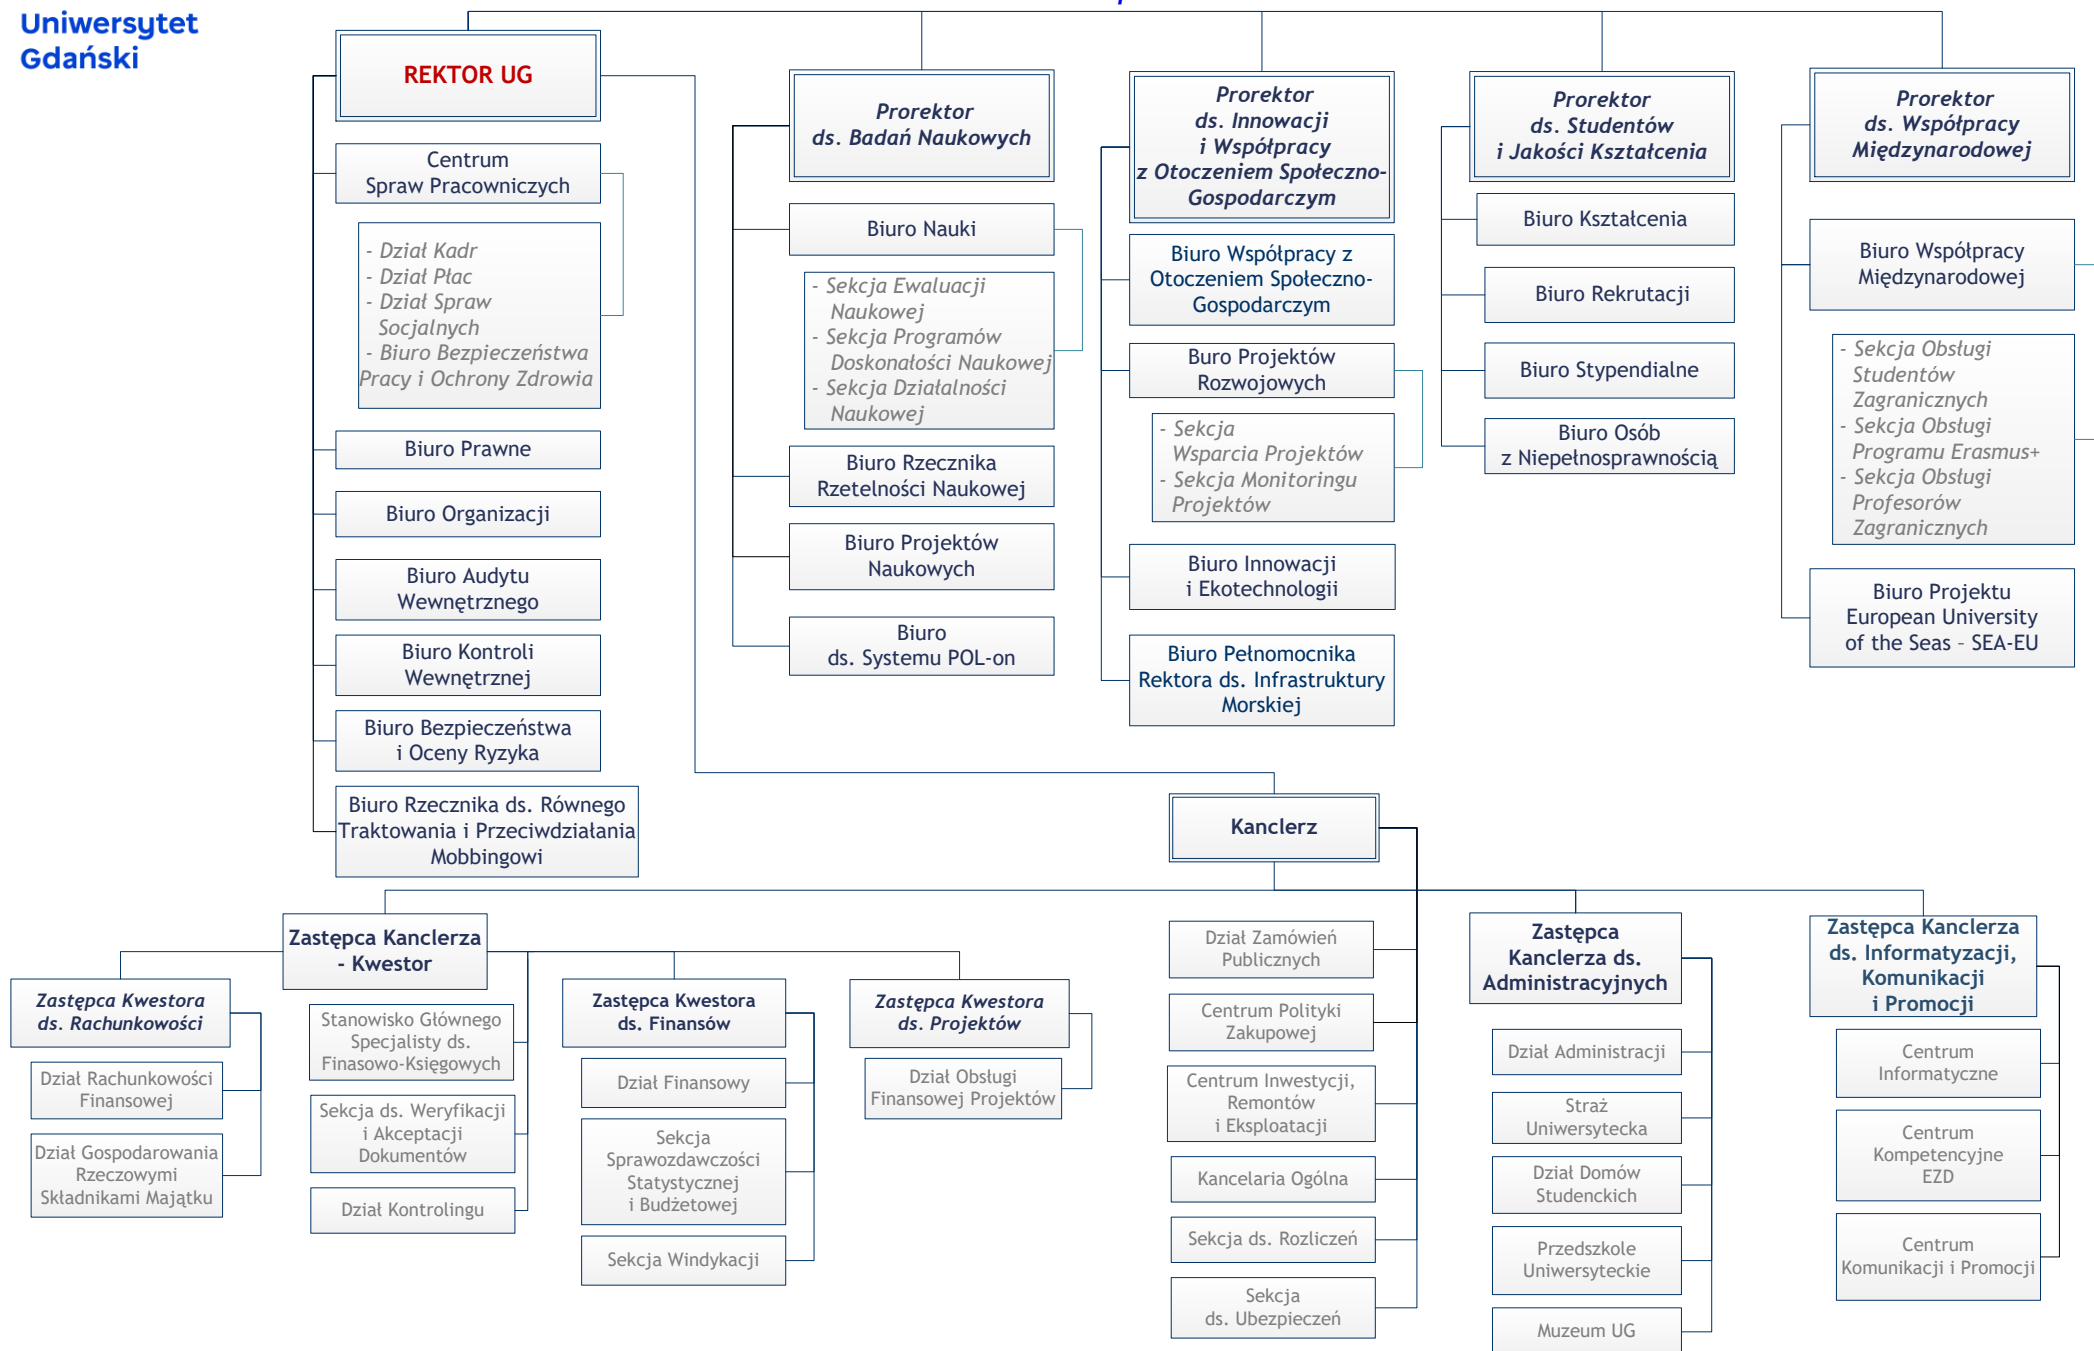 Uniwersytet
Gdański
REKTOR UG
Centrum
Spraw Pracowniczych
- Dział Kadr
- Dział Płac
- Dział Spraw
Socjalnych
- Biuro Bezpieczeństwa
Pracy i Ochrony Zdrowia
Biuro Prawne
Biuro Organizacji
Biuro Audytu
Wewnętrznego
Biuro Kontroli
Wewnętrznej
Biuro Bezpieczeństwa
i Oceny Ryzyka
Biuro Rzecznika ds. Równego
Traktowania i Przeciwdziałania
Mobbingowi
Prorektor
ds. Badań Naukowych
Biuro Nauki
- Sekcja Ewaluacji
Naukowej
- Sekcja Programów
Doskonałości Naukowej
- Sekcja Działalności
Naukowej
Biuro Rzecznika
Rzetelności Naukowej
Biuro Projektów
Naukowych
Biuro
ds. Systemu POL-on
Prorektor
ds. Innowacji
i Współpracy
z Otoczeniem Społeczno-
Gospodarczym
Biuro Współpracy z
Otoczeniem Społeczno-
Gospodarczym
Buro Projektów
Rozwojowych
- Sekcja
Wsparcia Projektów
- Sekcja Monitoringu
Projektów
Biuro Innowacji
i Ekotechnologii
Biuro Pełnomocnika
Rektora ds. Infrastruktury
Morskiej
Prorektor
ds. Studentów
i Jakości Kształcenia
Biuro Kształcenia
Biuro Rekrutacji
Biuro Stypendialne
Biuro Osób
z Niepełnosprawnością
Prorektor
ds. Współpracy
Międzynarodowej
Biuro Współpracy
Międzynarodowej
- Sekcja Obsługi
Studentów
Zagranicznych
- Sekcja Obsługi
Programu Erasmus+
- Sekcja Obsługi
Profesorów
Zagranicznych
Biuro Projektu
European University
of the Seas – SEA-EU
Kanclerz
Zastępca Kanclerza
- Kwestor
Zastępca Kwestora
ds. Rachunkowości
Dział Rachunkowości
Finansowej
Dział Gospodarowania
Rzeczowymi
Składnikami Majątku
Stanowisko Głównego
Specjalisty ds.
Finasowo-Księgowych
Sekcja ds. Weryfikacji
i Akceptacji
Dokumentów
Dział Kontrolingu
Zastępca Kwestora
ds. Finansów
Dział Finansowy
Sekcja
Sprawozdawczości
Statystycznej
i Budżetowej
Sekcja Windykacji
Zastępca Kwestora
ds. Projektów
Dział Obsługi
Finansowej Projektów
Dział Zamówień
Publicznych
Centrum Polityki
Zakupowej
Centrum Inwestycji,
Remontów
i Eksploatacji
Kancelaria Ogólna
Sekcja ds. Rozliczeń
Sekcja
ds. Ubezpieczeń
Zastępca
Kanclerza ds.
Administracyjnych
Dział Administracji
Straż
Uniwersytecka
Dział Domów
Studenckich
Przedszkole
Uniwersyteckie
Muzeum UG
Zastępca Kanclerza
ds. Informatyzacji,
Komunikacji
i Promocji
Centrum
Informatyczne
Centrum
Kompetencyjne
EZD
Centrum
Komunikacji i Promocji